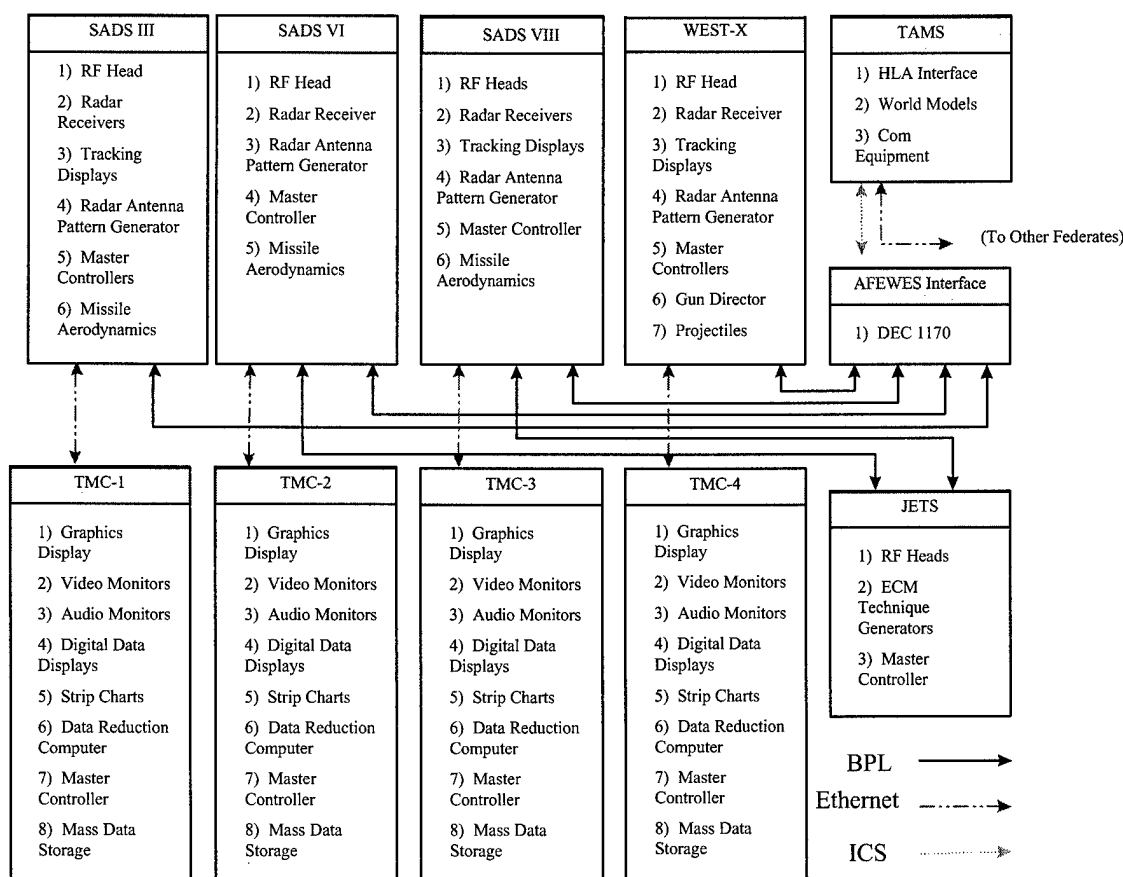 SADS III
1) RF Head
2) Radar
Receivers
3) Tracking
Displays
4) Radar Antenna
Pattern Generator
5) Master
Controllers
6) Missile
Aerodynamics
SADS VI
1) RF Head
2) Radar Receiver
3) Radar Antenna
Pattern Generator
4) Master
Controller
5) Missile
Aerodynamics
SADS VIII
1) RF Heads
2) Radar Receivers
3) Tracking Displays
4) Radar Antenna
Pattern Generator
5) Master Controller
6) Missile
Aerodynamics
WEST-X
1) RF Head
2) Radar Receiver
3) Tracking
Displays
4) Radar Antenna
Pattern Generator
5) Master
Controllers
6) Gun Director
7) Projectiles
TAMS
1) HLA Interface
2) World Models
3) Com
Equipment
(To Other Federates)
AFEWES Interface
1) DEC 1170
TMC-1
1) Graphics
Display
2) Video Monitors
3) Audio Monitors
4) Digital Data
Displays
5) Strip Charts
6) Data Reduction
Computer
7) Master
Controller
8) Mass Data
Storage
TMC-2
1) Graphics
Display
2) Video Monitors
3) Audio Monitors
4) Digital Data
Displays
5) Strip Charts
6) Data Reduction
Computer
7) Master
Controller
8) Mass Data
Storage
TMC-3
1) Graphics
Display
2) Video Monitors
3) Audio Monitors
4) Digital Data
Displays
5) Strip Charts
6) Data Reduction
Computer
7) Master
Controller
8) Mass Data
Storage
TMC-4
1) Graphics
Display
2) Video Monitors
3) Audio Monitors
4) Digital Data
Displays
5) Strip Charts
6) Data Reduction
Computer
7) Master
Controller
8) Mass Data
Storage
JETS
1) RF Heads
2) ECM
Technique
Generators
3) Master
Controller
BPL
Ethernet
ICS